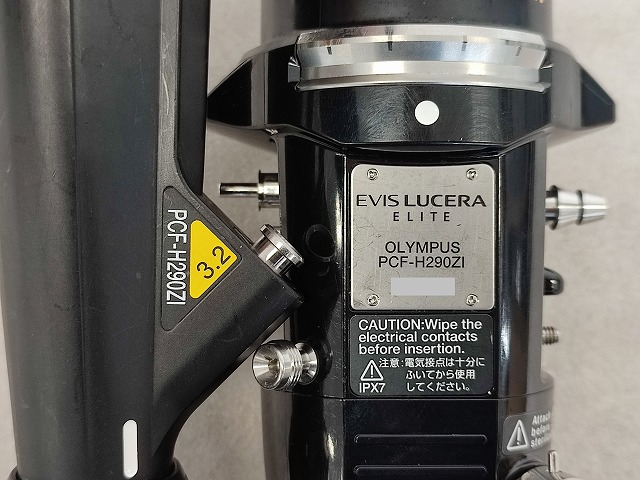 PCF-H290ZI
3.2
EVIS LUCERA
ELITE
OLYMPUS
PCF-H290ZI
CAUTION:Wipe the
electrical contacts
before insertion.
注意:電気接点は十分に
ふいてから使用
してください。
IPX7
Attach
before